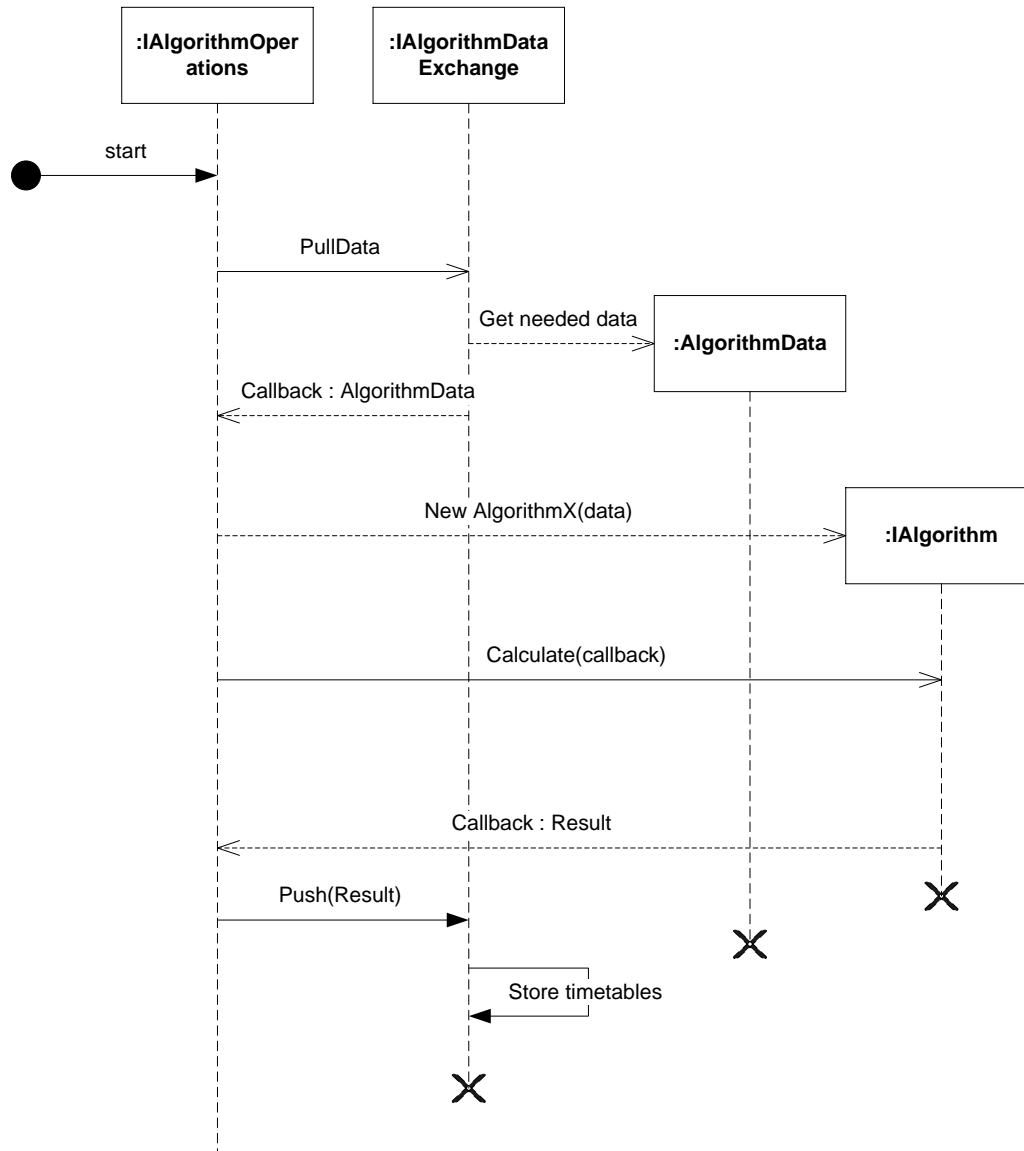 :IAlgorithmOper
ations
:IAlgorithmData
Exchange
start
PullData
Get needed data
:AlgorithmData
Callback : AlgorithmData
New AlgorithmX(data)
:IAlgorithm
Calculate(callback)
Callback : Result
Push(Result)
Store timetables